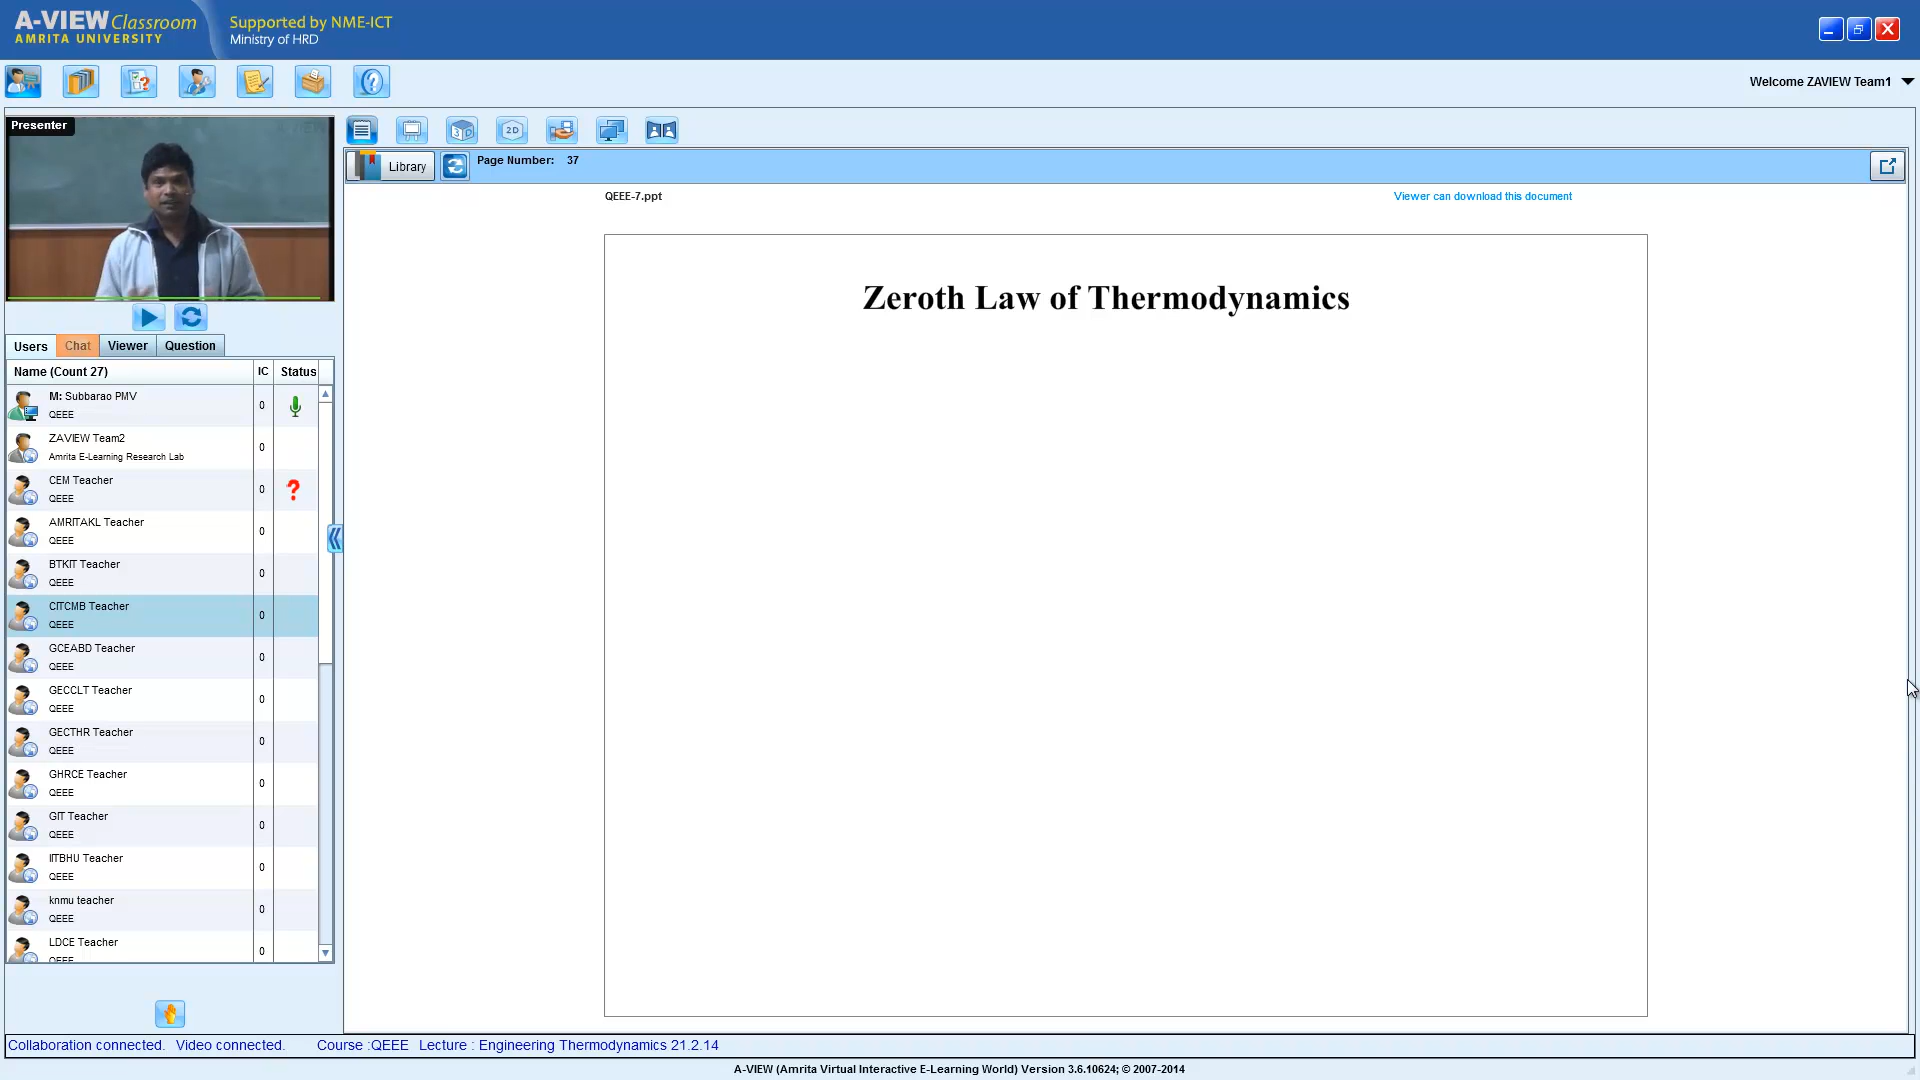 A-VIEW Classroom
AMRITA UNIVERSITY
Supported by NME-ICT
Ministry of HRD
Welcome ZAVIEW Team1
Presenter
Library
Page Number: 37
QEEE-7.ppt
Viewer can download this document
Zeroth Law of Thermodynamics
3D
2D
Users Chat Viewer Question
Name (Count 27) IC Status
M: Subbarao PMV
QEEE
0
ZAVIEW Team2
Amrita E-Learning Research Lab
0
CEM Teacher
QEEE
0 ?
AMRITAKL Teacher
QEEE
0
BTKIT Teacher
QEEE
0
CITCMB Teacher
QEEE
0
GCEABD Teacher
QEEE
0
GECCLT Teacher
QEEE
0
GECTHR Teacher
QEEE
0
GHRCE Teacher
QEEE
0
GIT Teacher
QEEE
0
IITBHU Teacher
QEEE
0
knmu teacher
QEEE
0
LDCE Teacher
QEEE
0
Collaboration connected. Video connected. Course :QEEE Lecture : Engineering Thermodynamics 21.2.14
A-VIEW (Amrita Virtual Interactive E-Learning World) Version 3.6.10624; © 2007-2014